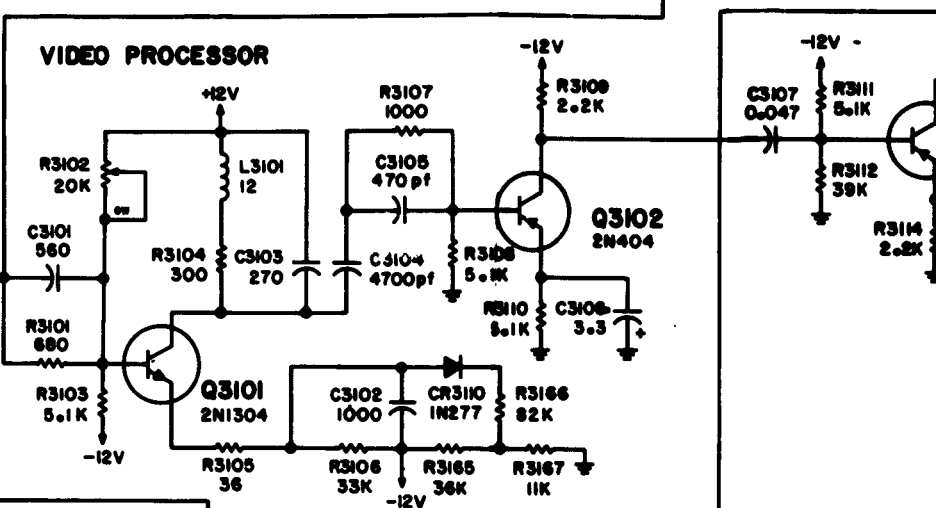 VIDEO PROCESSOR
+12V
R3102
20K
CW
C3101
560
R3101
680
R3103
5.1K
-12V
L3101
12
R3104
300
C3103
270
C3104
4700pf
R3107
1000
C3105
470pf
-12V
R3109
2.2K
Q3102
2N404
5.1K
R3110
5.1K
C3106
3.3
+
Q3101
2N1304
R3105
36
C3102
1000
R3106
33K
-12V
CR3110
1N277
R3165
36K
R3166
82K
R3167
11K
-12V -
C3107
0.047
R3111
5.1K
R3112
39K
R3114
2.2K